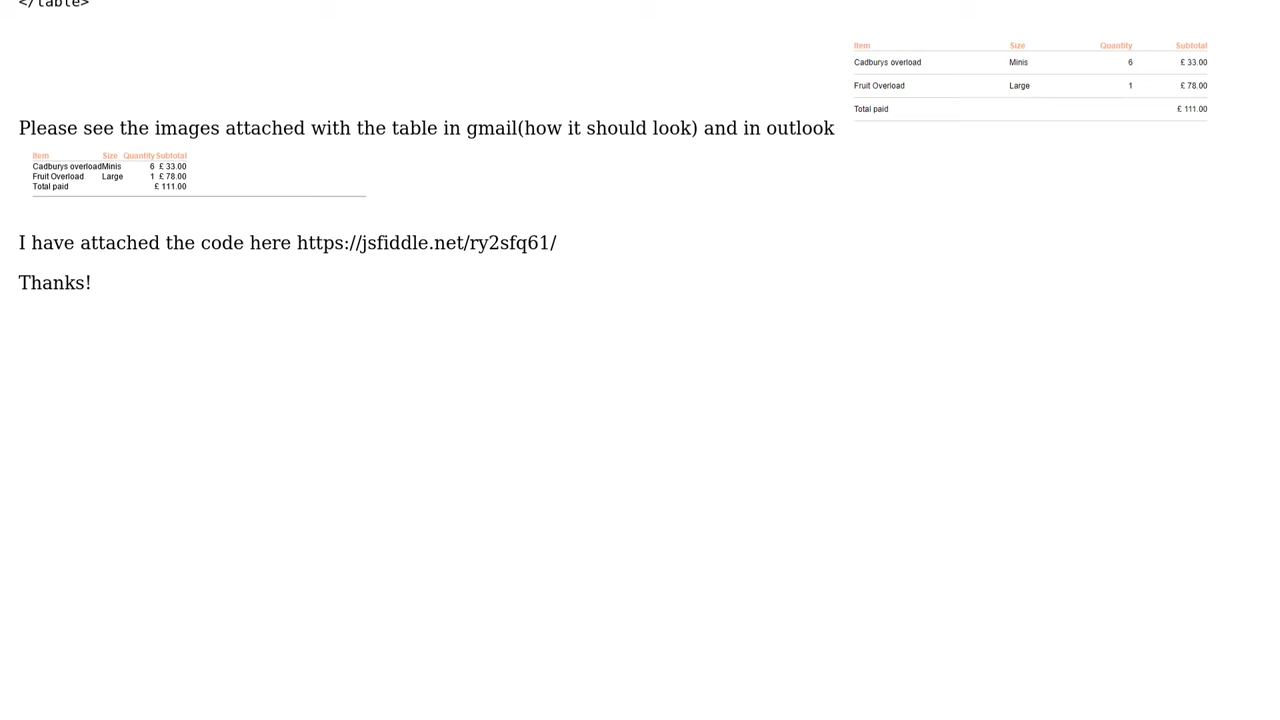 </table>
Item Size Quantity Subtotal
Cadburys overload Minis 6 £ 33.00
Fruit Overload Large 1 £ 78.00
Total paid £ 111.00
Please see the images attached with the table in gmail(how it should look) and in outlook
Item Size Quantity Subtotal
Cadburys overload Minis 6 £ 33.00
Fruit Overload Large 1 £ 78.00
Total paid £ 111.00
I have attached the code here https://jsfiddle.net/ry2sfq61/
Thanks!